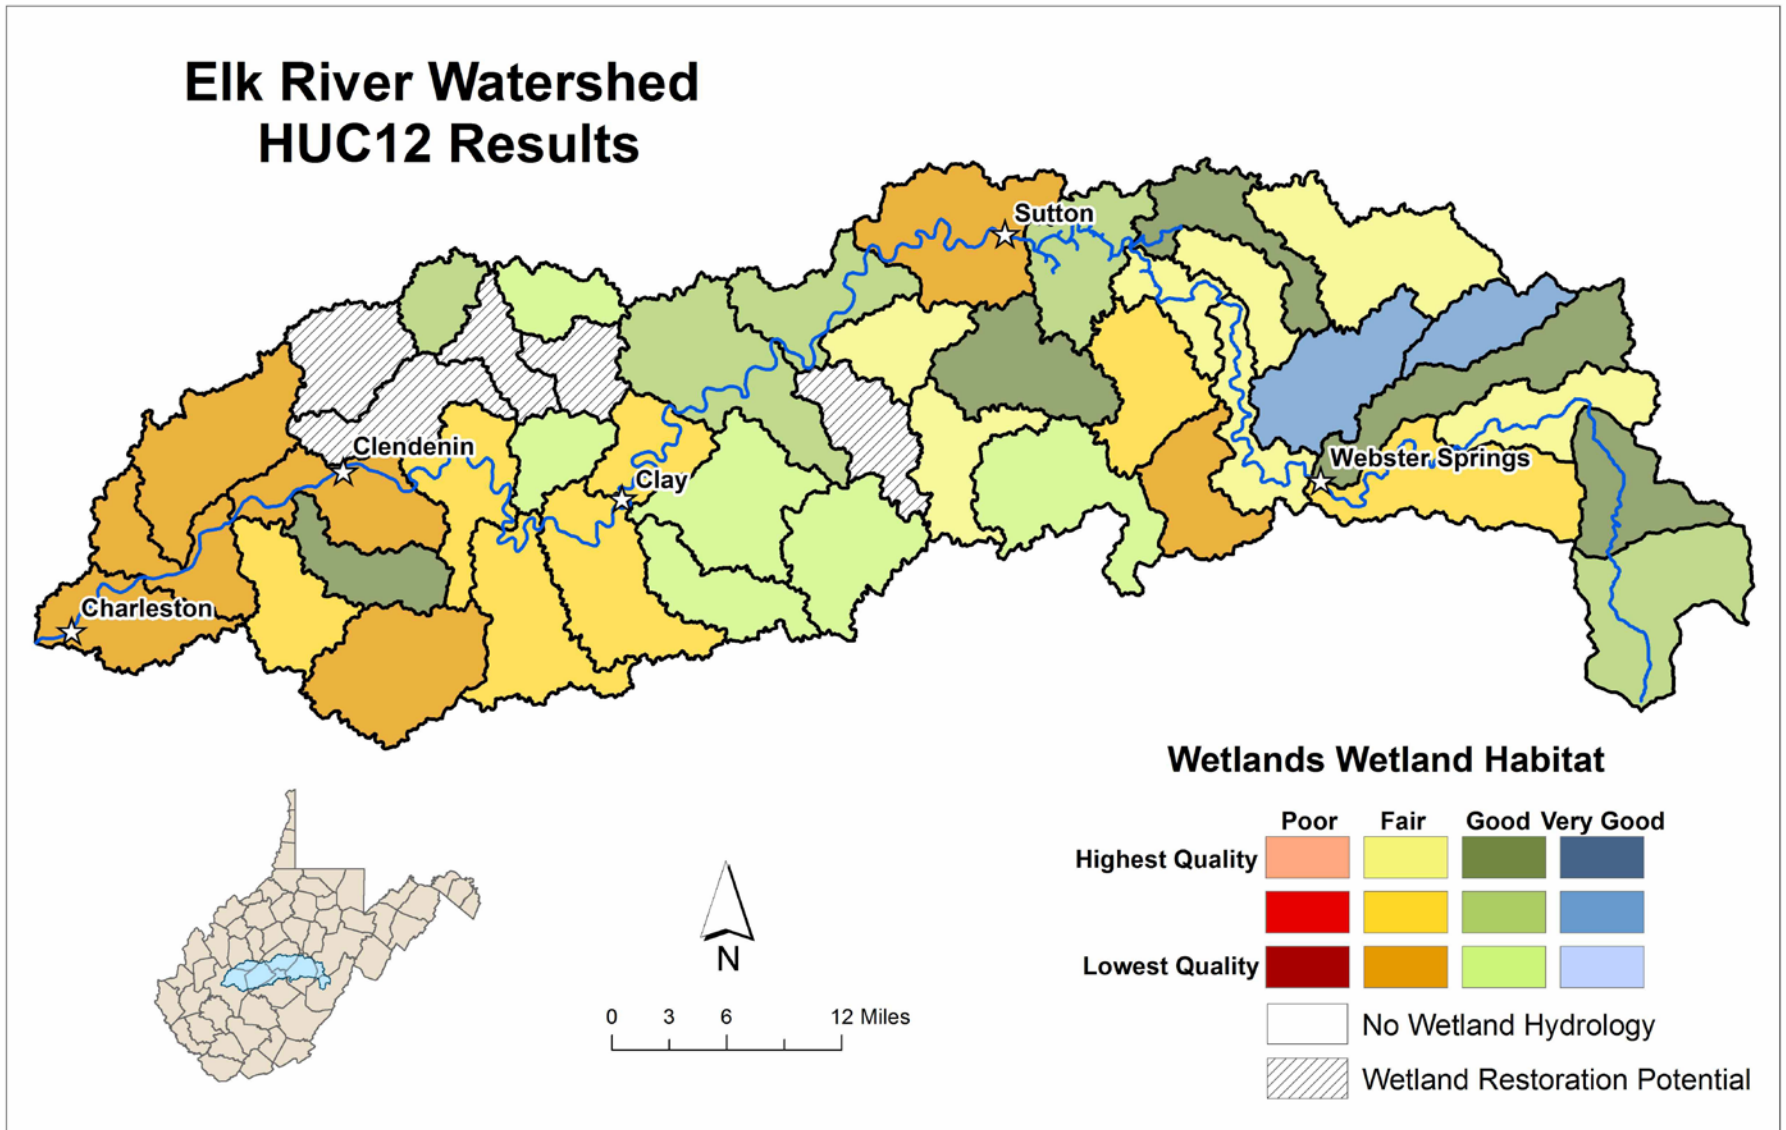 Elk River Watershed
HUC12 Results
Sutton
Clendenin
Webster Springs
Clay
Charleston
Wetlands Wetland Habitat
Poor Fair Good Very Good
Highest Quality
Lowest Quality
No Wetland Hydrology
Wetland Restoration Potential
N
0 3 6 12 Miles